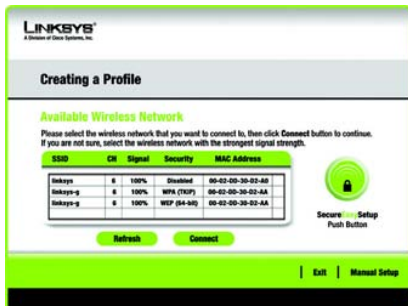 LINKSYS®
A Division of Cisco Systems, Inc.
Creating a Profile
Available Wireless Network
Please select the wireless network that you want to connect to, then click Connect button to continue.
If you are not sure, select the wireless network with the strongest signal strength.
SSID CH Signal Security MAC Address
linksys 6 100% Disabled 00-02-DD-30-D2-A0
linksys-g 6 100% WPA (TKIP) 00-02-DD-30-D2-AA
linksys-g 6 100% WEP (64-bit) 00-02-DD-30-D2-AA
SecureEasySetup
Push Button
Refresh Connect
Exit Manual Setup